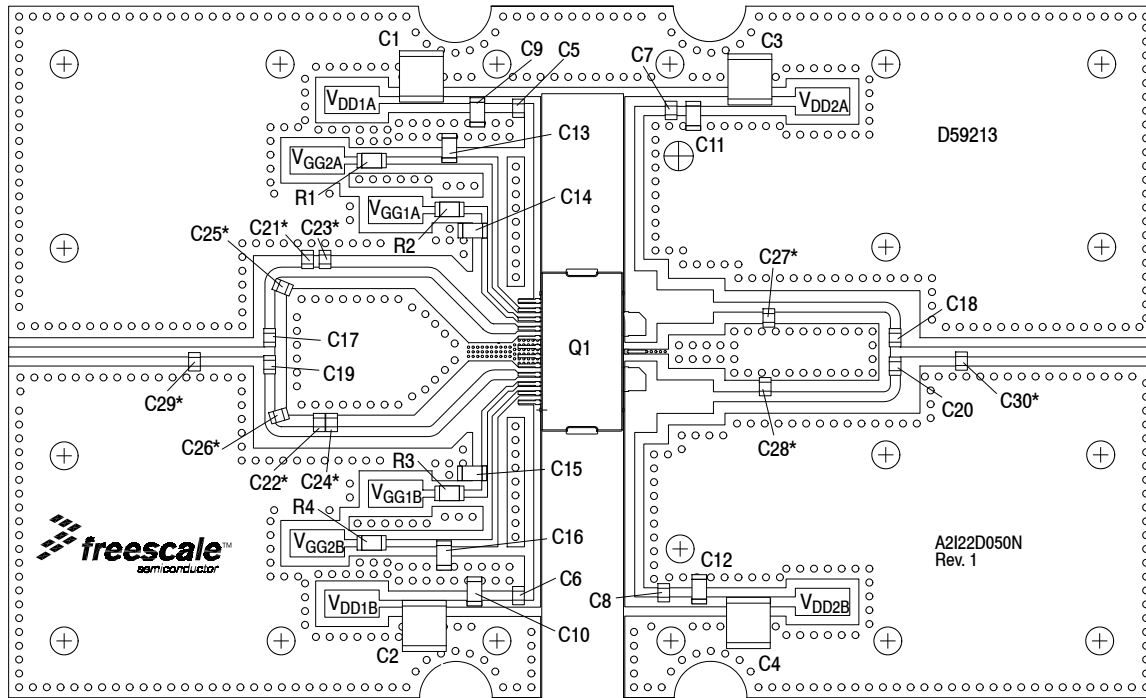 C1
C9
C5
C7
C3
VDD1A
VDD2A
C13
C11
D59213
VGG2A
R1
C14
VGG1A
R2
C21* C23*
C25*
C27*
C18
C17
Q1
C19
C29*
C20
C30*
C26*
C28*
C22* C24*
R3
C15
VGG1B
R4
freescale™
semiconductor
VGG2B
C16
A2I22D050N
Rev. 1
C12
C6
C8
VDD1B
VDD2B
C10
C2
C4